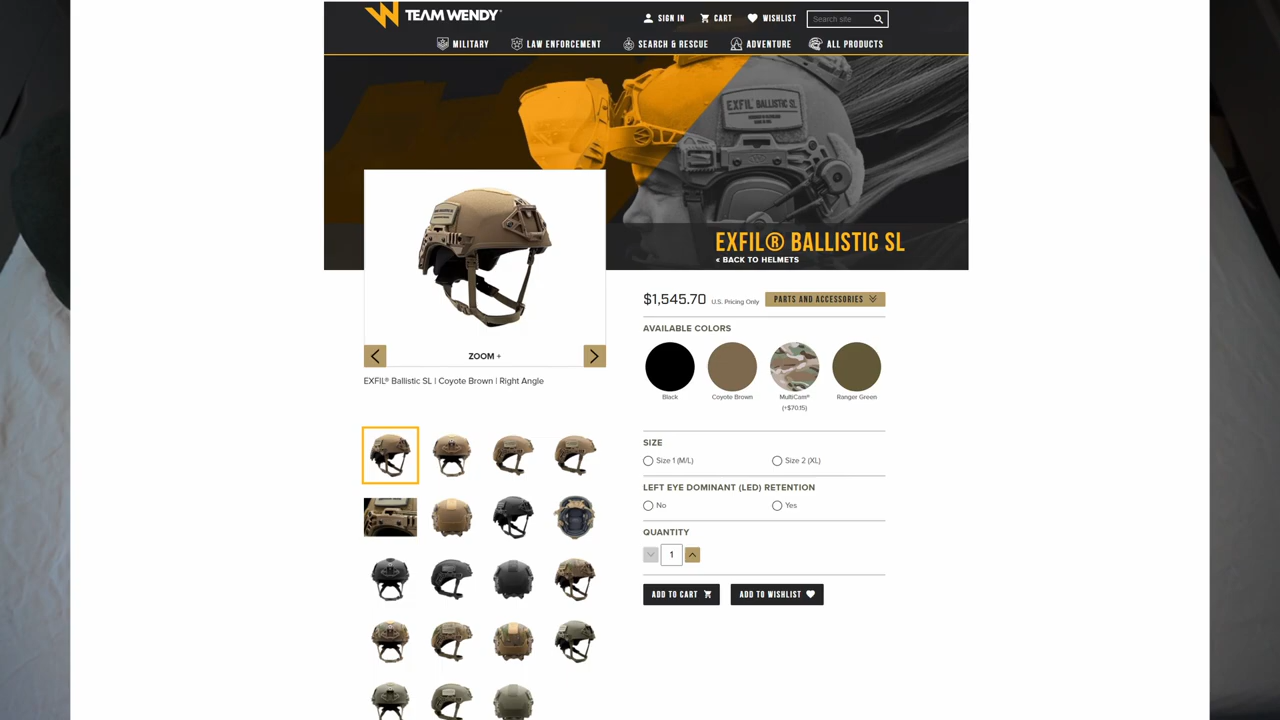 TEAM WENDY
SIGN IN
CART
WISHLIST
Search site
MILITARY
LAW ENFORCEMENT
SEARCH & RESCUE
ADVENTURE
ALL PRODUCTS
EXFIL BALLISTIC SL
EXFIL® BALLISTIC SL
< BACK TO HELMETS
ZOOM +
EXFIL® Ballistic SL | Coyote Brown | Right Angle
$1,545.70 U.S. Pricing Only
PARTS AND ACCESSORIES
AVAILABLE COLORS
Black
Coyote Brown
MultiCam®
(+$70.15)
Ranger Green
SIZE
Size 1 (M/L)
Size 2 (XL)
LEFT EYE DOMINANT (LED) RETENTION
No
Yes
QUANTITY
1
ADD TO CART
ADD TO WISHLIST